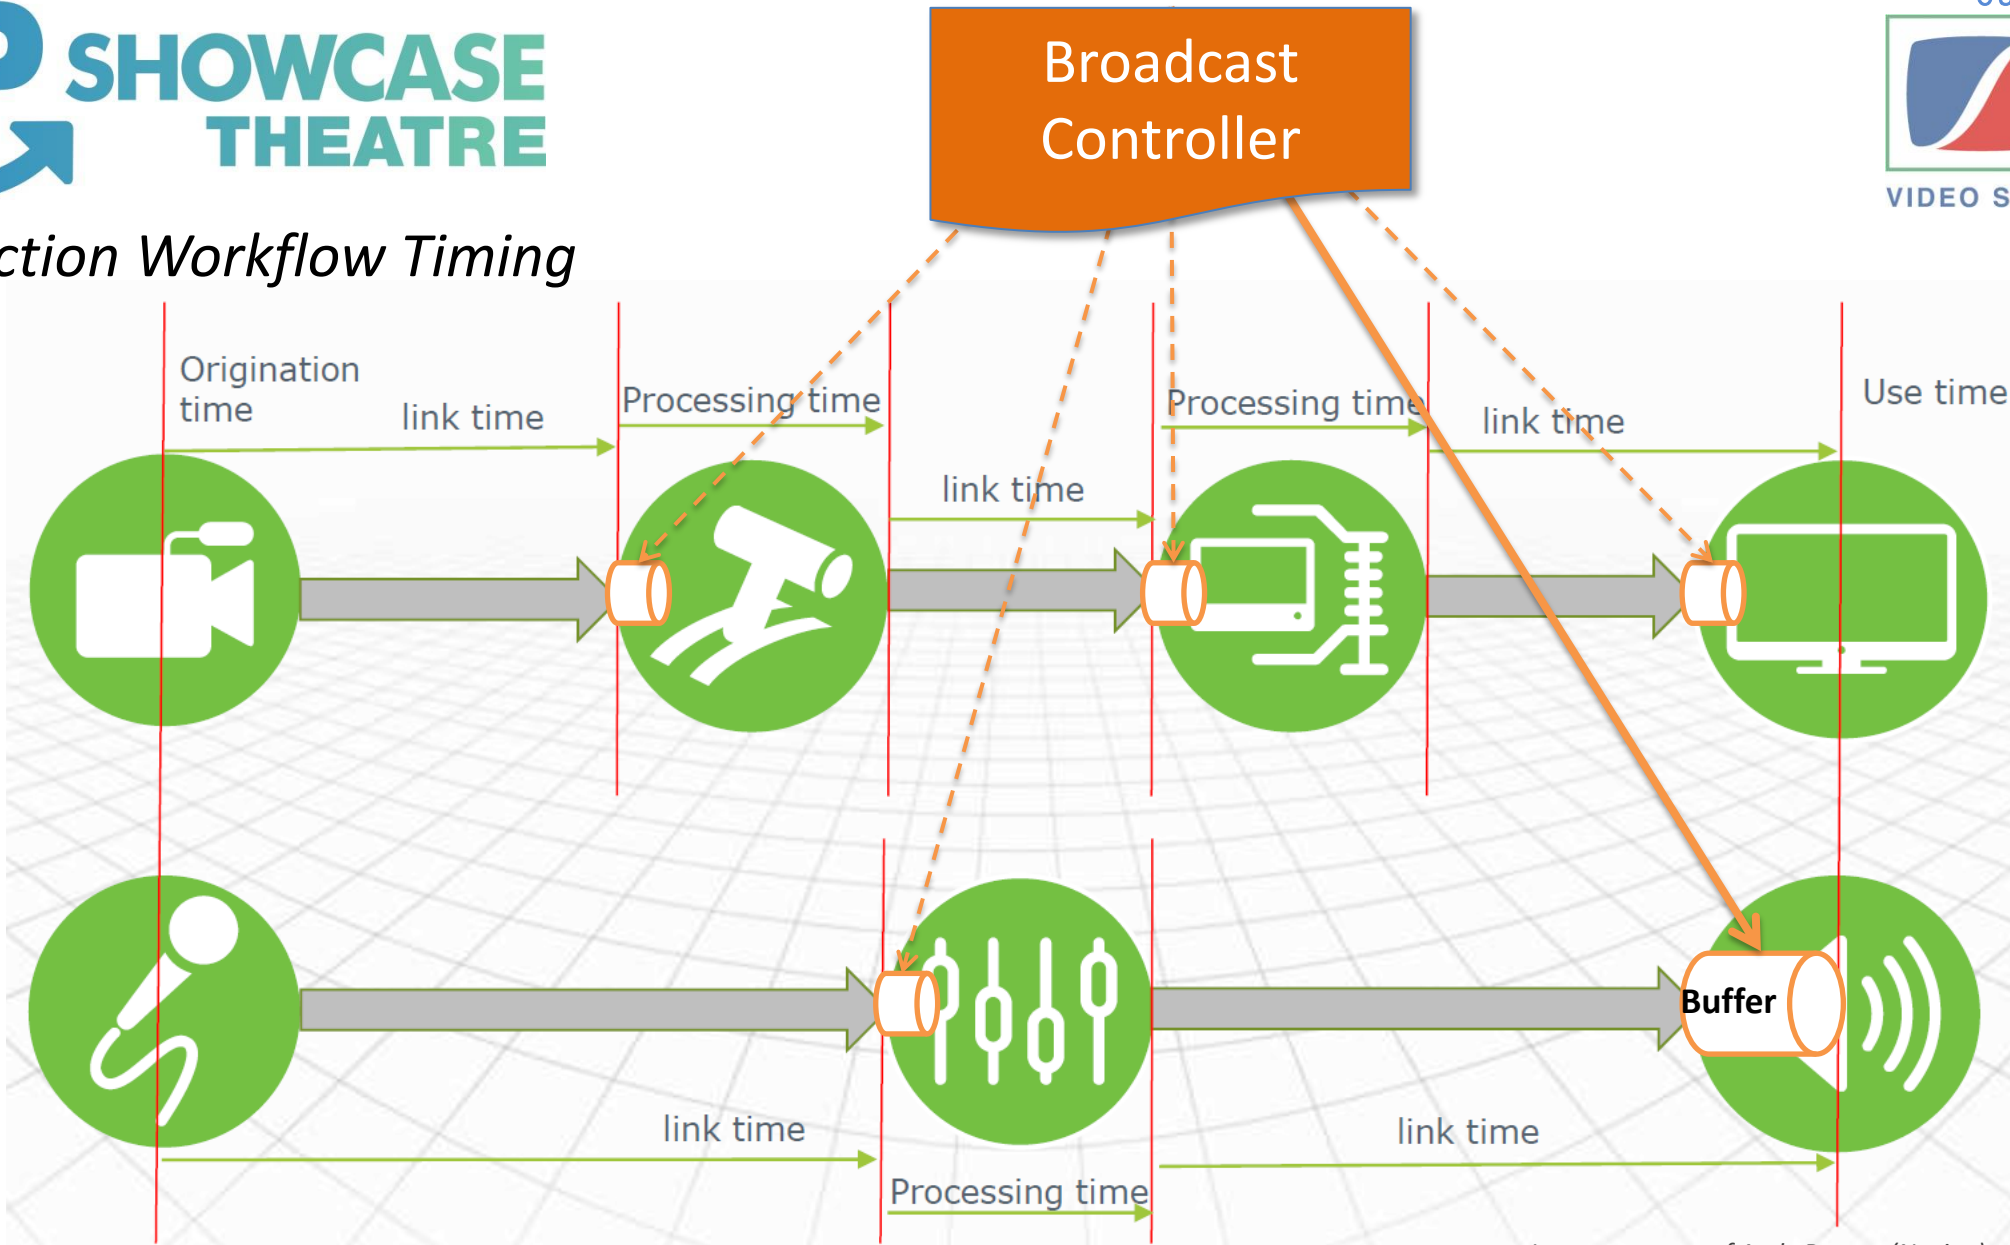 SHOWCASE
THEATRE
Broadcast
Controller
VIDEO S
ction Workflow Timing
Origination
time
link time
Processing time
link time
Processing time
link time
Use time
Buffer
link time
Processing time
link time